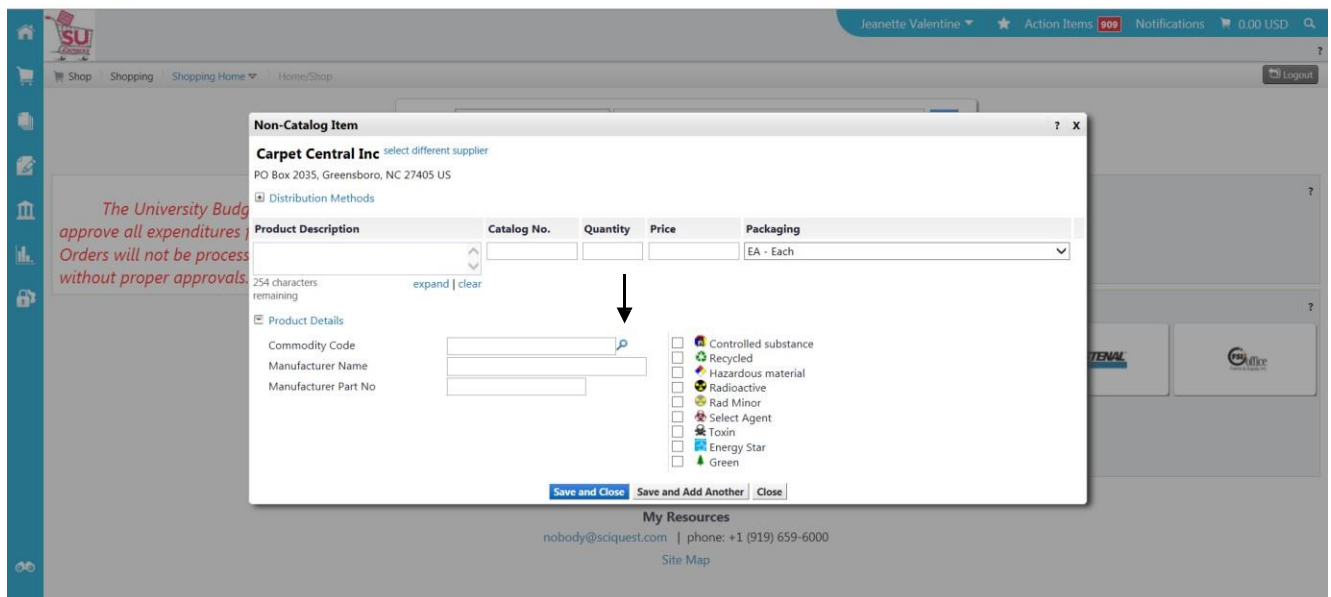 SU
Jeanette Valentine ▼ ★ Action Items 909 Notifications 0.00 USD
?
Shop Shopping Shopping Home Home/Shop Logout
Non-Catalog Item ? X
Carpet Central Inc select different supplier
PO Box 2035, Greensboro, NC 27405 US
Distribution Methods
The University Budg
approve all expenditures f
Orders will not be process
without proper approvals.
?
Product Description Catalog No. Quantity Price Packaging
EA - Each
254 characters
remaining
expand | clear
?
Product Details
Commodity Code
Manufacturer Name
Manufacturer Part No
Controlled substance
Recycled
Hazardous material
Radioactive
Rad Minor
Select Agent
Toxin
Energy Star
Green
TENAL
Office
Save and Close Save and Add Another Close
My Resources
nobody@sciquest.com | phone: +1 (919) 659-6000
Site Map